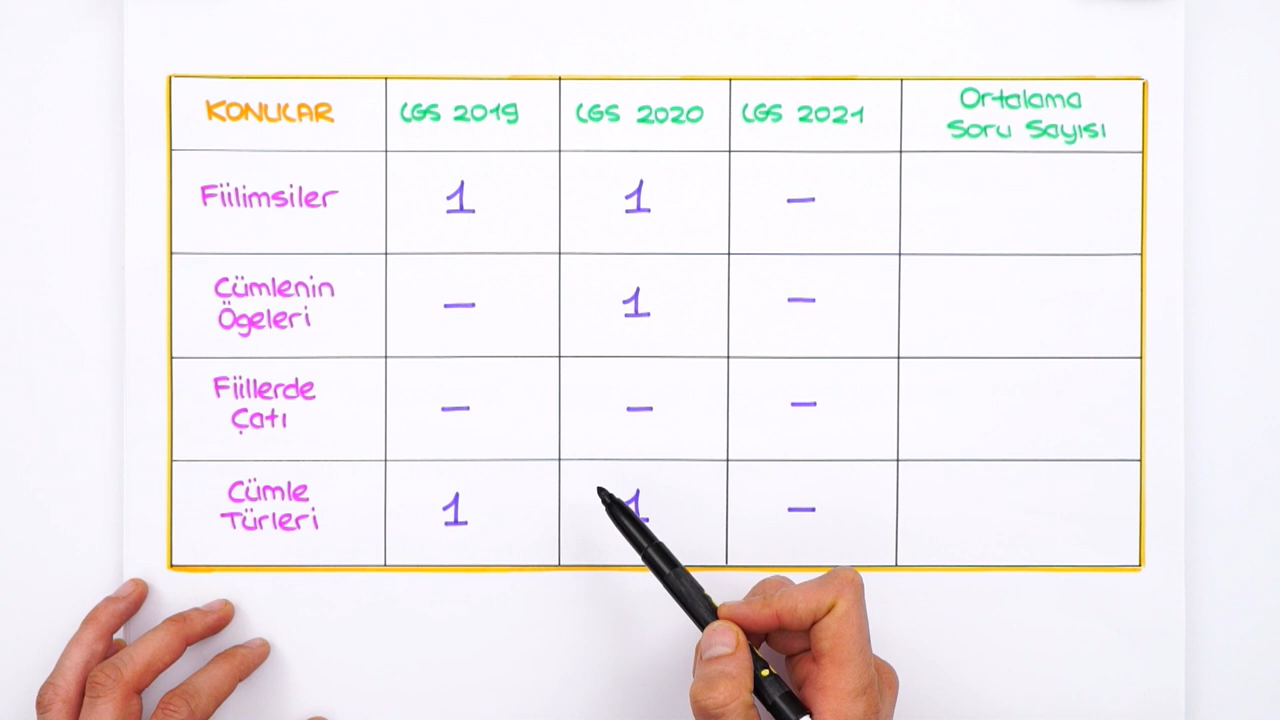 KONULAR LGS 2019 LGS 2020 LGS 2021 Ortalama
Soru Sayısı
Fiilimsiler 1 1 -
Cümlenin
Ögeleri - 1 -
Fiillerde
Çatı - - -
Cümle
Türleri 1 1 -